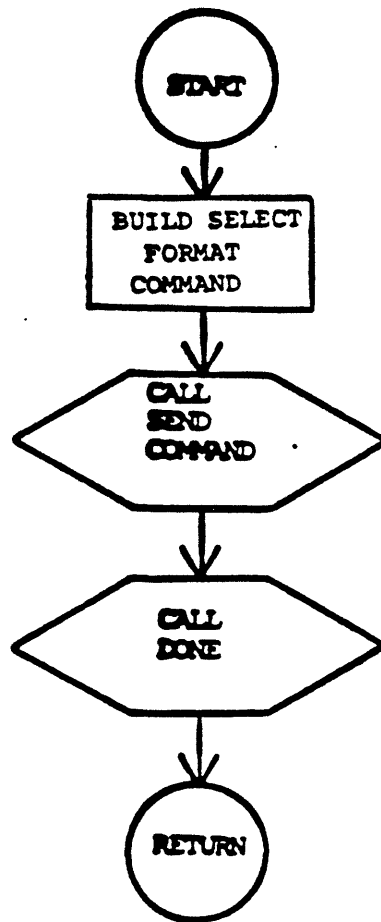 START
BUILD SELECT
FORMAT
COMMAND
CALL
SEND
COMMAND
CALL
DONE
RETURN